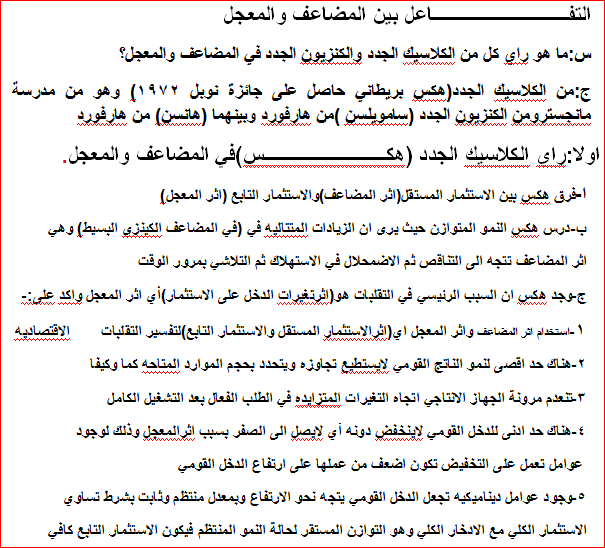 التفـــــــــــــــــــاعل بين المضاعف والمعجل
س:ما هو راي كل من الكلاسيك الجدد والكنزيون الجدد في المضاعف والمعجل؟
ج:من الكلاسيك الجدد(هكس بريطاني حاصل على جائزة نوبل ١٩٧٢) وهو من مدرسة
مانجسترومن الكنزيون الجدد (سامويلسن )من هارفورد وبينهما (هانسن) من هارفورد
اولا:راي الكلاسيك الجدد (هكـــــــــــــــــــس)في المضاعف والمعجل.
أ-فرق هكس بين الاستثمار المستقل(اثر المضاعف)والاستثمار التابع (اثر المعجل)
ب-درس هكس النمو المتوازن حيث يرى ان الزيادات المتتاليه في (في المضاعف الكينزي البسيط) وهي
اثر المضاعف تتجه الى التناقص ثم الاضمحلال في الاستهلاك ثم التلاشي بمرور الوقت
ج-وجد هكس ان السبب الرئيسي في التقلبات هو(اثرتغيرات الدخل على الاستثمار)أي اثر المعجل واكد على:-
١-استخدام اثر المضاعف واثر المعجل اي(اثرالاستثمار المستقل والاستثمار التابع)لتفسير التقلبات الاقتصاديه
٢-هناك حد اقصى لنمو الناتج القومي لايستطيع تجاوزه ويتحدد بحجم الموارد المتاحه كما وكيفا
٣-تنعدم مرونة الجهاز الانتاجي اتجاه التغيرات المتزايده في الطلب الفعال بعد التشغيل الكامل
٤-هناك حد ادنى للدخل القومي لاينخفض دونه أي لايصل الى الصفر بسبب اثرالمعجل وذلك لوجود
عوامل تعمل على التخفيض تكون اضعف من عملها على ارتفاع الدخل القومي
٥-وجود عوامل ديناميكيه تجعل الدخل القومي يتجه نحو الارتفاع وبمعدل منتظم وثابت بشرط تساوي
الاستثمار الكلي مع الادخار الكلي وهو التوازن المستقر لحالة النمو المنتظم فيكون الاستثمار التابع كافي